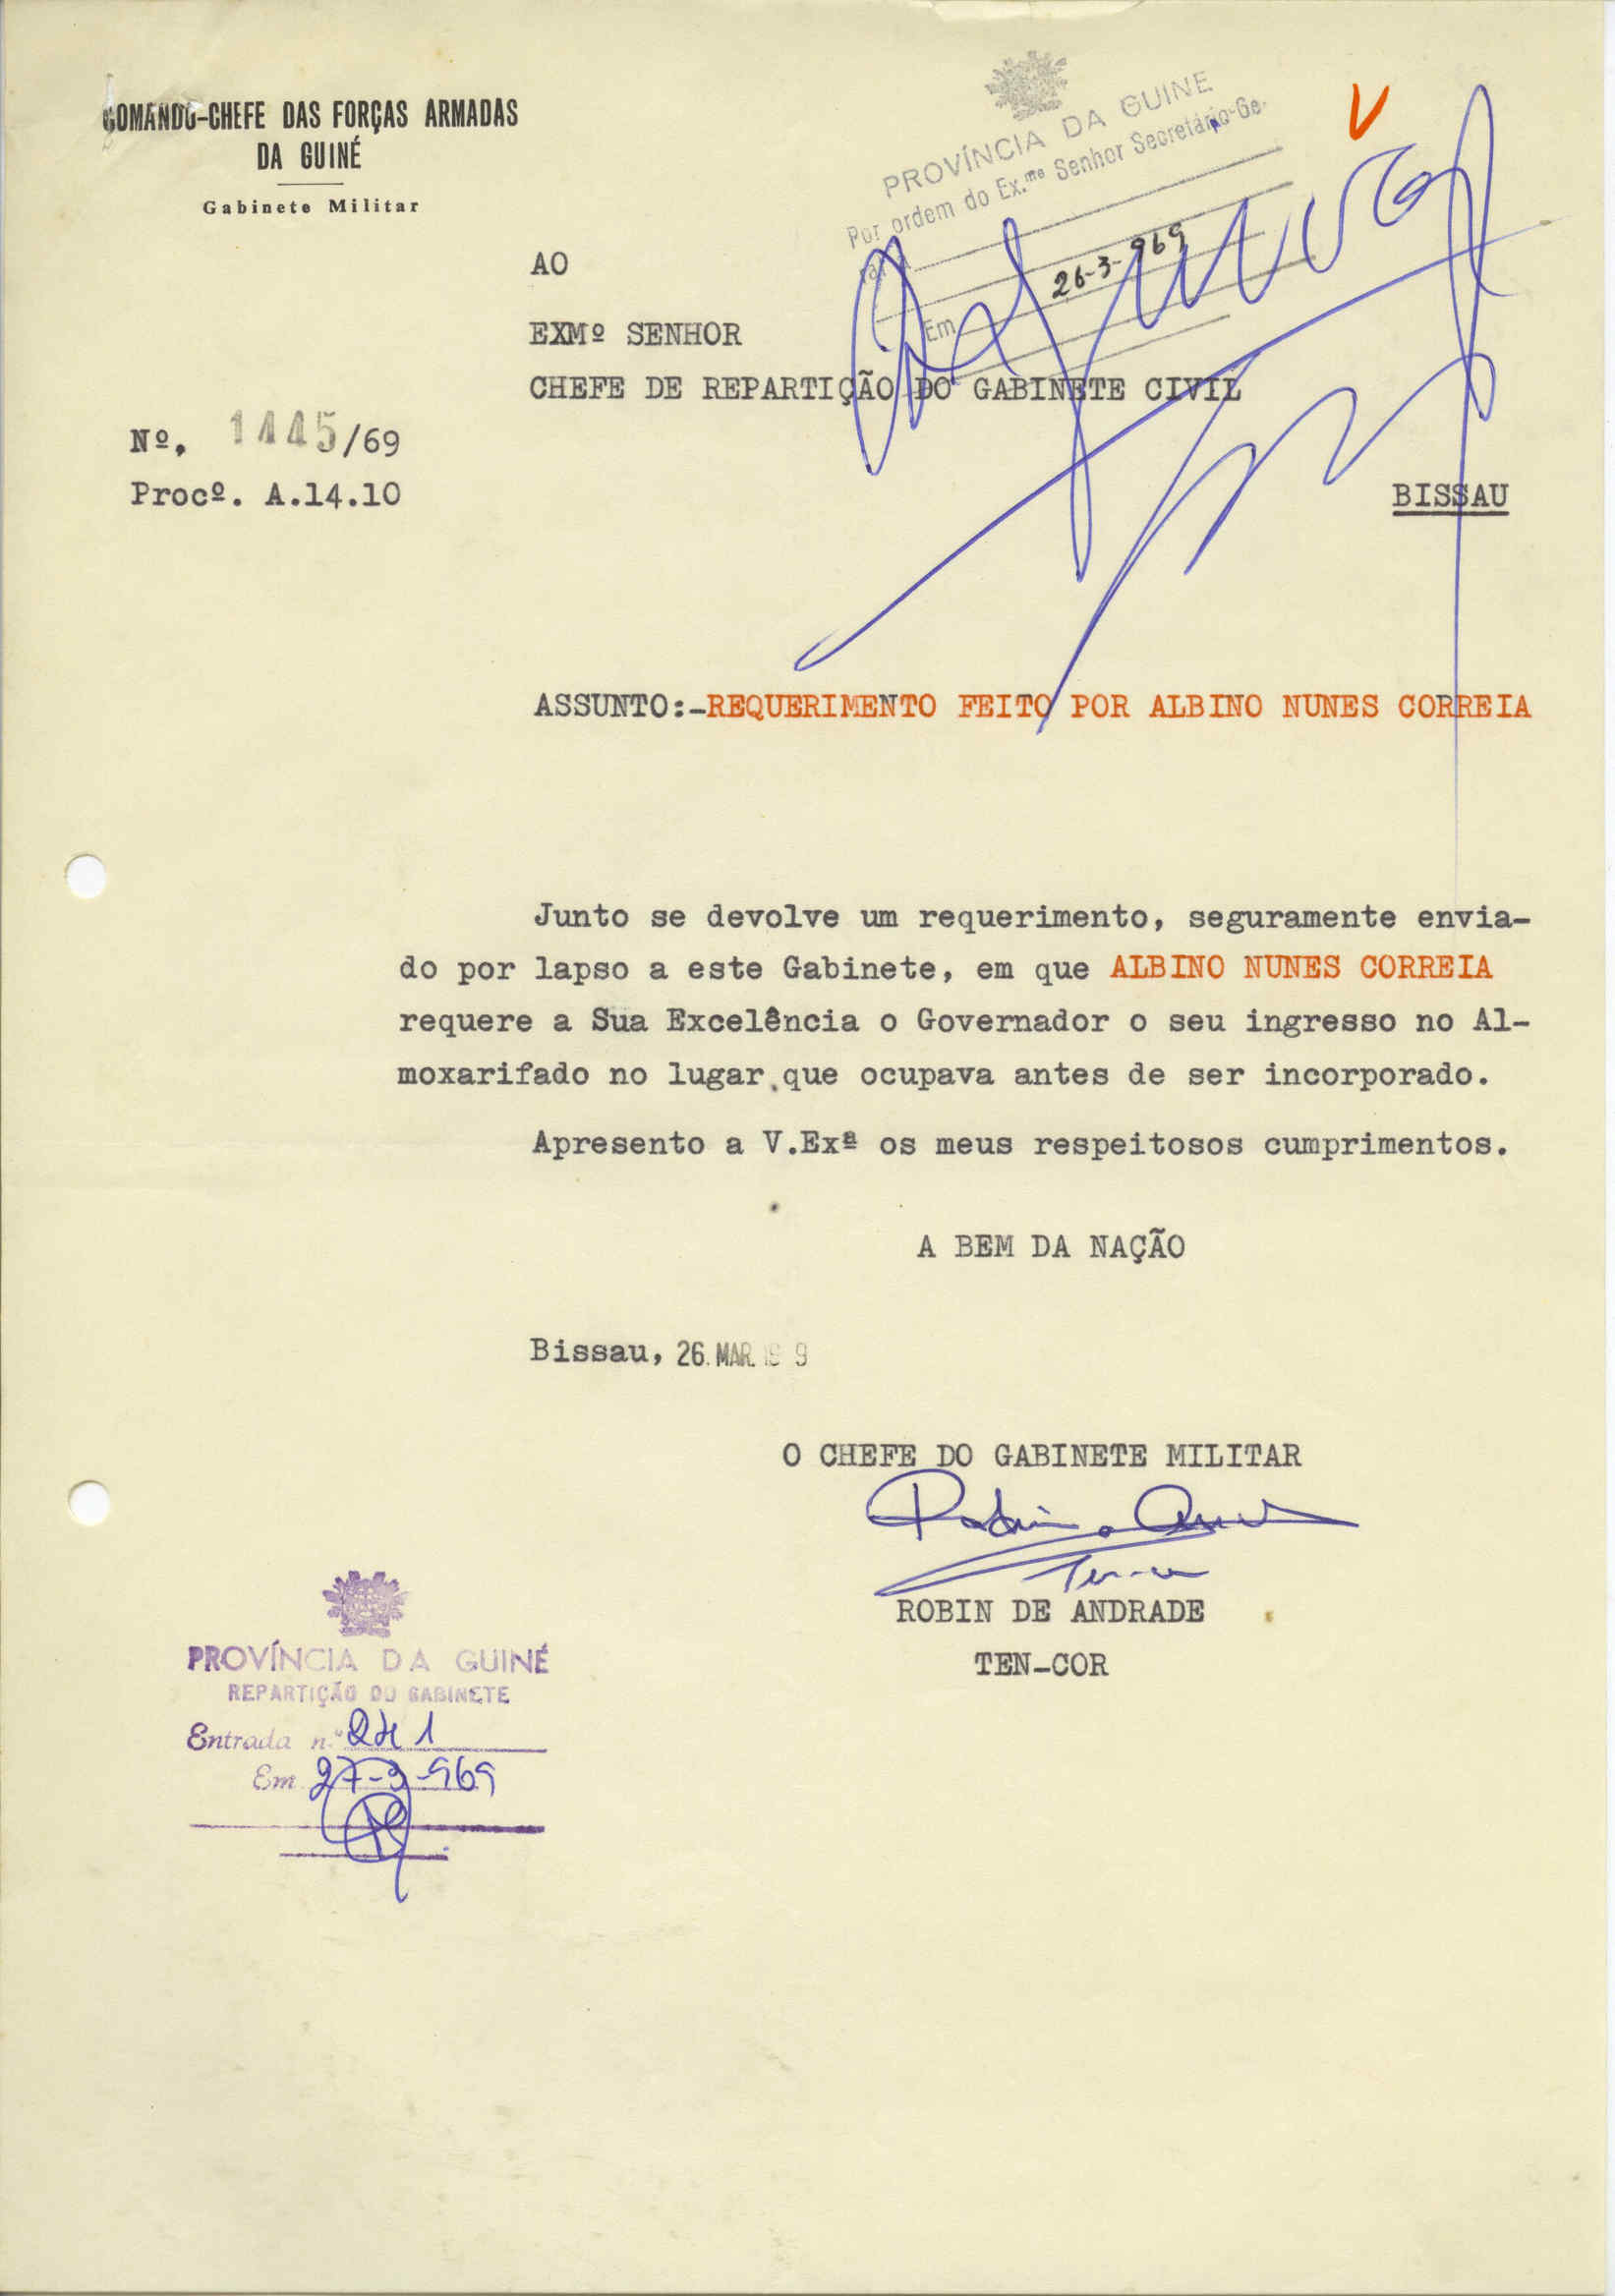 COMANDO-CHEFE DAS FORÇAS ARMADAS
DA GUINÉ
Gabinete Militar
PROVÍNCIA DA GUINÉ
Por ordem do Ex.mo Senhor Secretário-Ge-
ral
Em 26-3-969
AO
EXMº SENHOR
CHEFE DE REPARTIÇÃO DO GABINETE CIVIL
Nº. 1445/69
Procº. A.14.10
BISSAU
ASSUNTO:-REQUERIMENTO FEITO POR ALBINO NUNES CORREIA
Junto se devolve um requerimento, seguramente envia-
do por lapso a este Gabinete, em que ALBINO NUNES CORREIA
requere a Sua Excelência o Governador o seu ingresso no Al-
moxarifado no lugar que ocupava antes de ser incorporado.
Apresento a V.Exª os meus respeitosos cumprimentos.
A BEM DA NAÇÃO
Bissau, 26. MAR. 19 9
O CHEFE DO GABINETE MILITAR
ROBIN DE ANDRADE
TEN-COR
PROVÍNCIA DA GUINÉ
REPARTIÇÃO DO GABINETE
Entrada n.º 241
Em 27-3-969